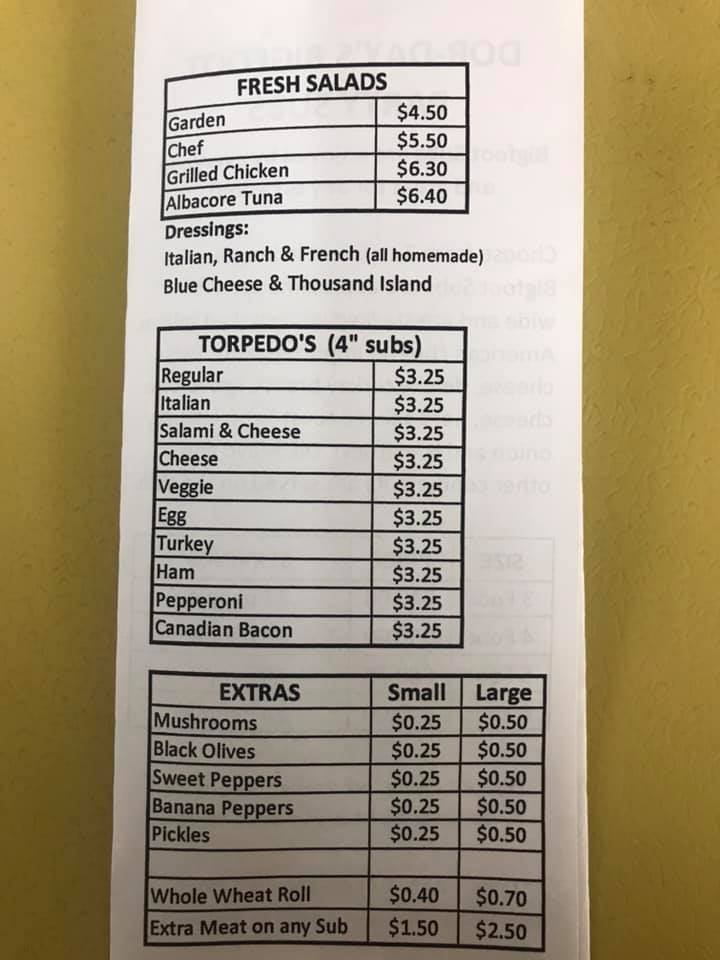 FRESH SALADS
Garden $4.50
Chef $5.50
Grilled Chicken $6.30
Albacore Tuna $6.40
Dressings:
Italian, Ranch & French (all homemade)
Blue Cheese & Thousand Island
TORPEDO'S (4" subs)
Regular $3.25
Italian $3.25
Salami & Cheese $3.25
Cheese $3.25
Veggie $3.25
Egg $3.25
Turkey $3.25
Ham $3.25
Pepperoni $3.25
Canadian Bacon $3.25
EXTRAS Small Large
Mushrooms $0.25 $0.50
Black Olives $0.25 $0.50
Sweet Peppers $0.25 $0.50
Banana Peppers $0.25 $0.50
Pickles $0.25 $0.50
Whole Wheat Roll $0.40 $0.70
Extra Meat on any Sub $1.50 $2.50